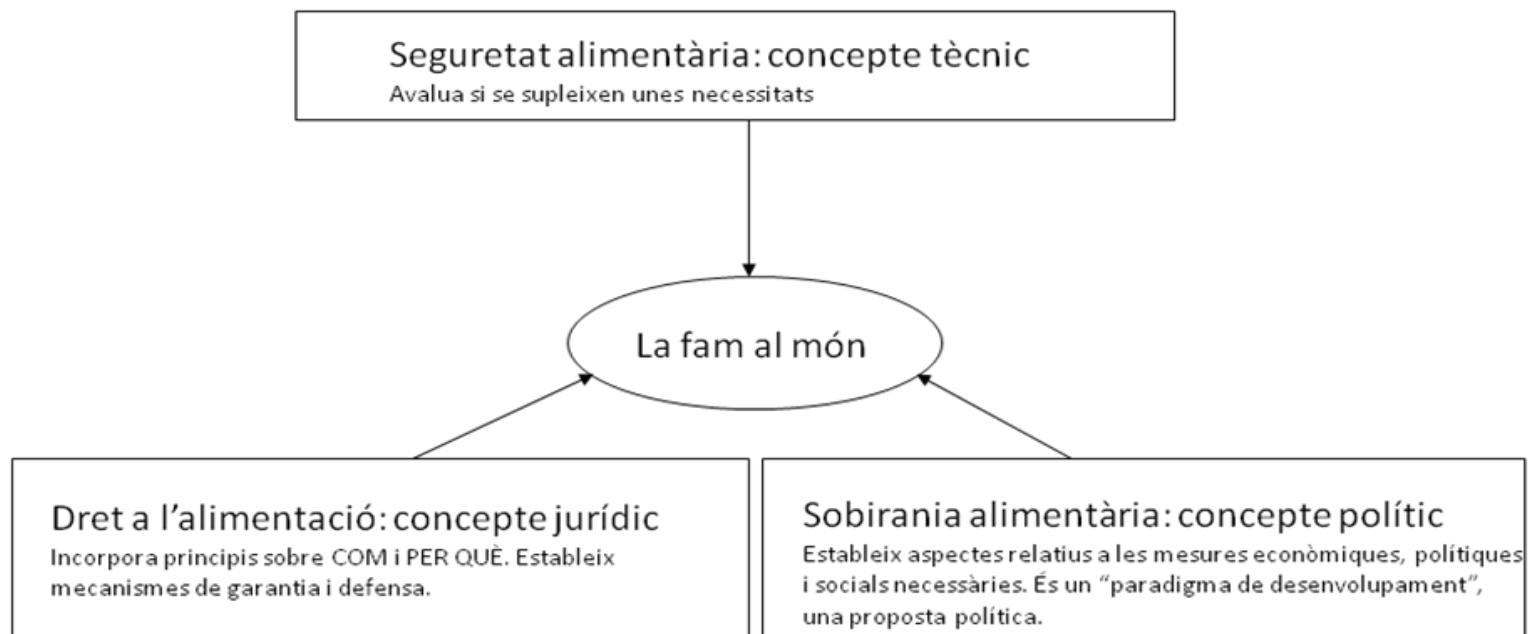 Seguretat alimentària: concepte tècnic
Avalua si se supleixen unes necessitats
La fam al món
Dret a l’alimentació: concepte jurídic
Incorpora principis sobre COM i PER QUÈ. Estableix
mecanismes de garantia i defensa.
Sobirania alimentària: concepte polític
Estableix aspectes relatius a les mesures econòmiques, polítiques
i socials necessàries. És un “paradigma de desenvolupament”,
una proposta política.